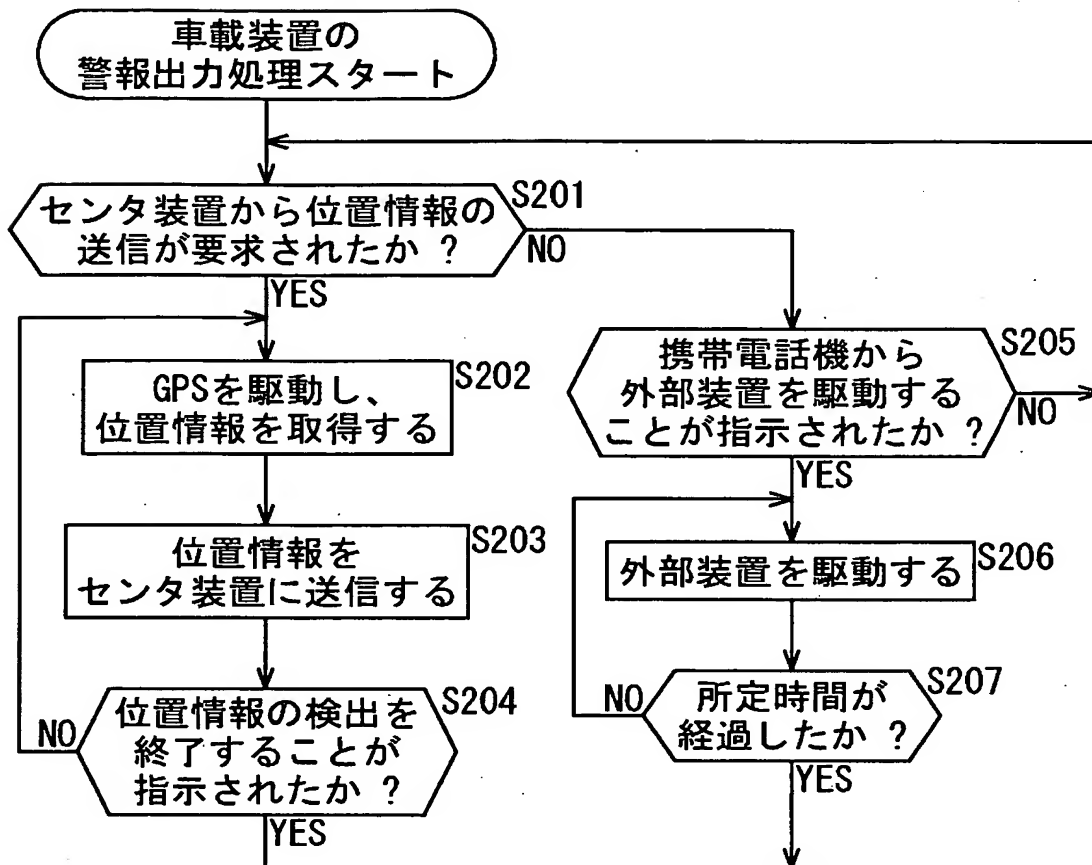 車載装置の
警報出力処理スタート
S201
センタ装置から位置情報の
送信が要求されたか ?
NO
YES
S202
GPSを駆動し、
位置情報を取得する
S203
位置情報を
センタ装置に送信する
S204
位置情報の検出を
終了することが
指示されたか ?
NO
YES
S205
携帯電話機から
外部装置を駆動する
ことが指示されたか ?
NO
YES
S206
外部装置を駆動する
S207
所定時間が
経過したか ?
NO
YES